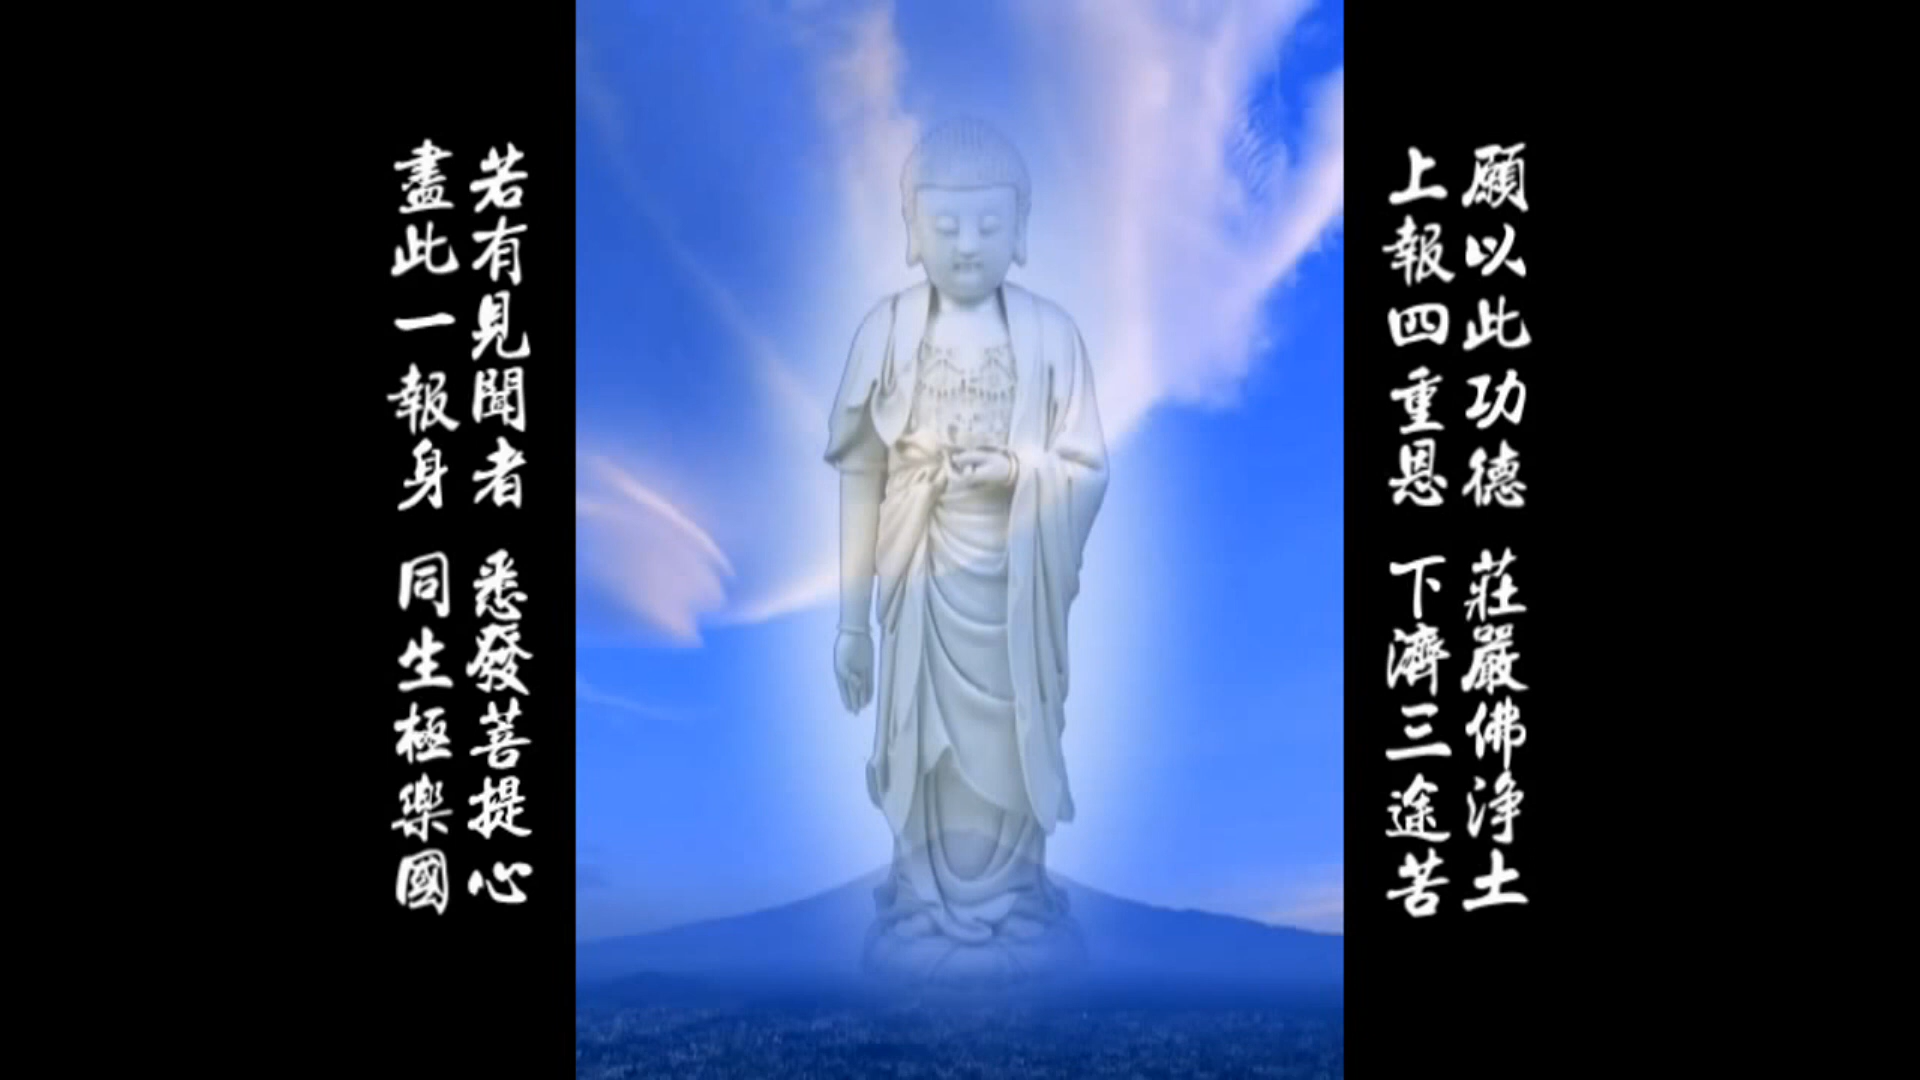 願以此功德 莊嚴佛淨土
上報四重恩 下濟三途苦
若有見聞者 悉發菩提心
盡此一報身 同生極樂國